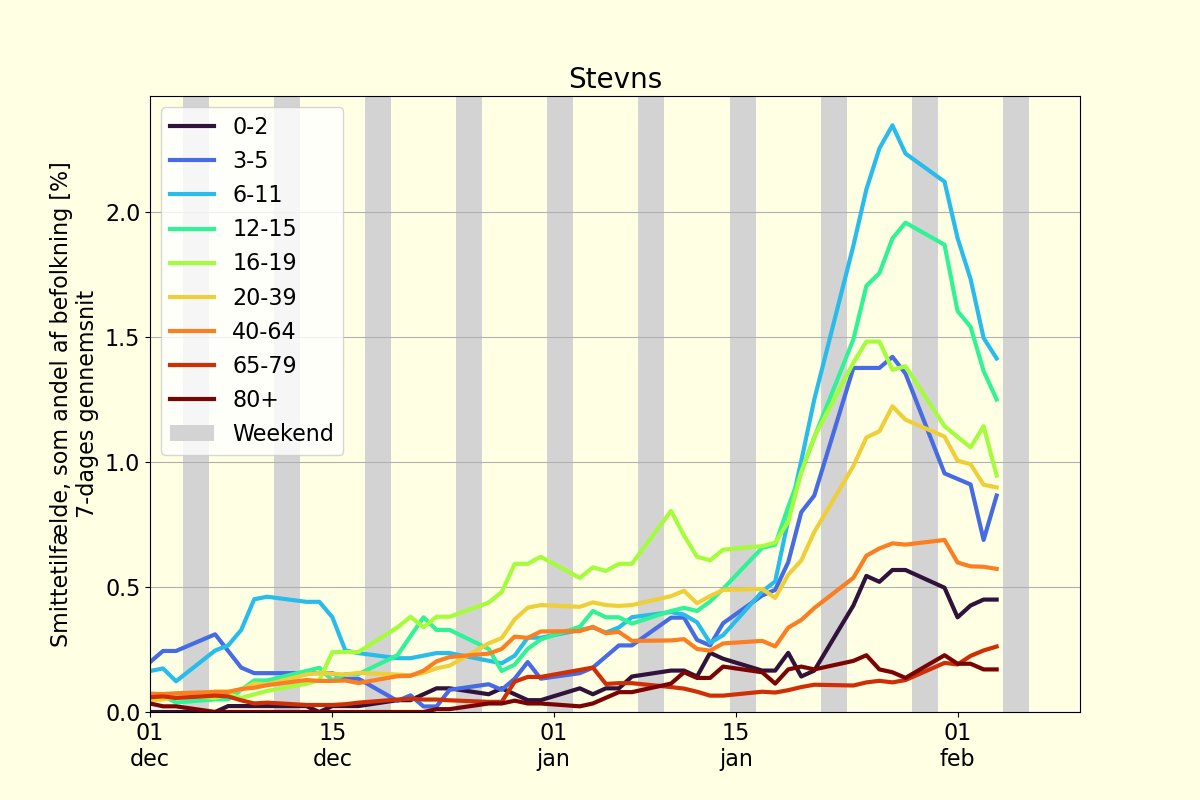 Stevns
Smittetilfælde, som andel af befolkning [%]
7-dages gennemsnit
2.0
1.5
1.0
0.5
0.0
0-2
3-5
6-11
12-15
16-19
20-39
40-64
65-79
80+
Weekend
01
dec
15
dec
01
jan
15
jan
01
feb